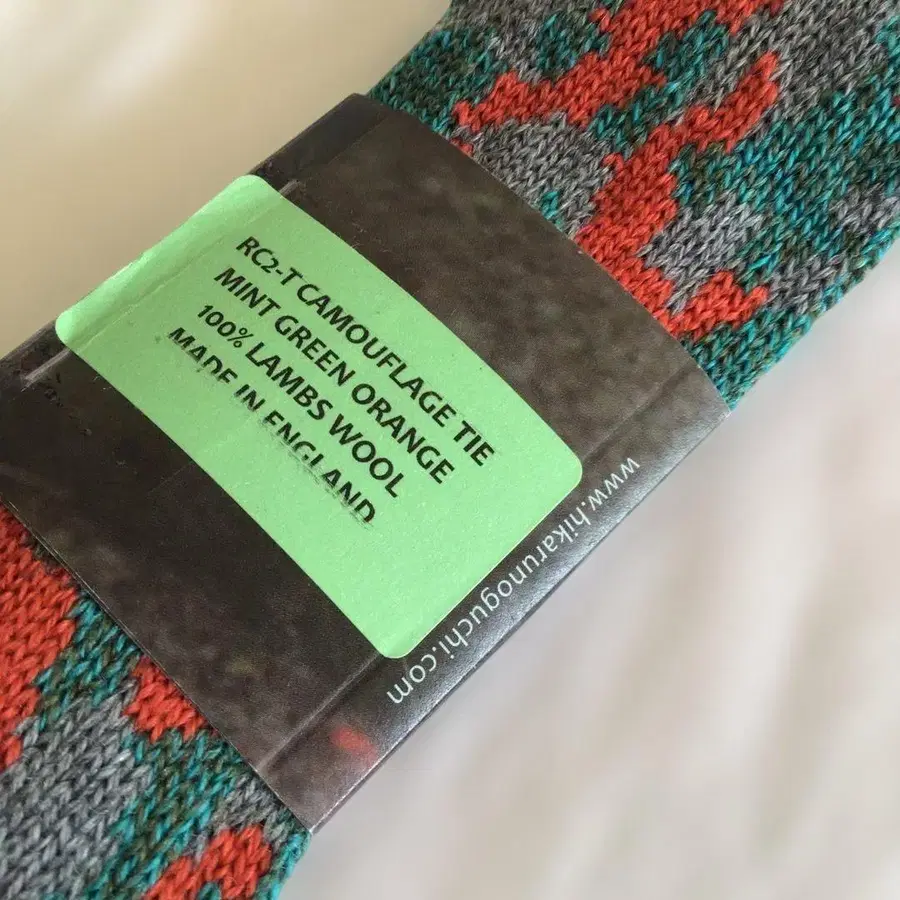 RC2-T CAMOUFLAGE TIE
MINT GREEN ORANGE
100% LAMBS WOOL
MADE IN ENGLAND
www.hikarunoguchi.com